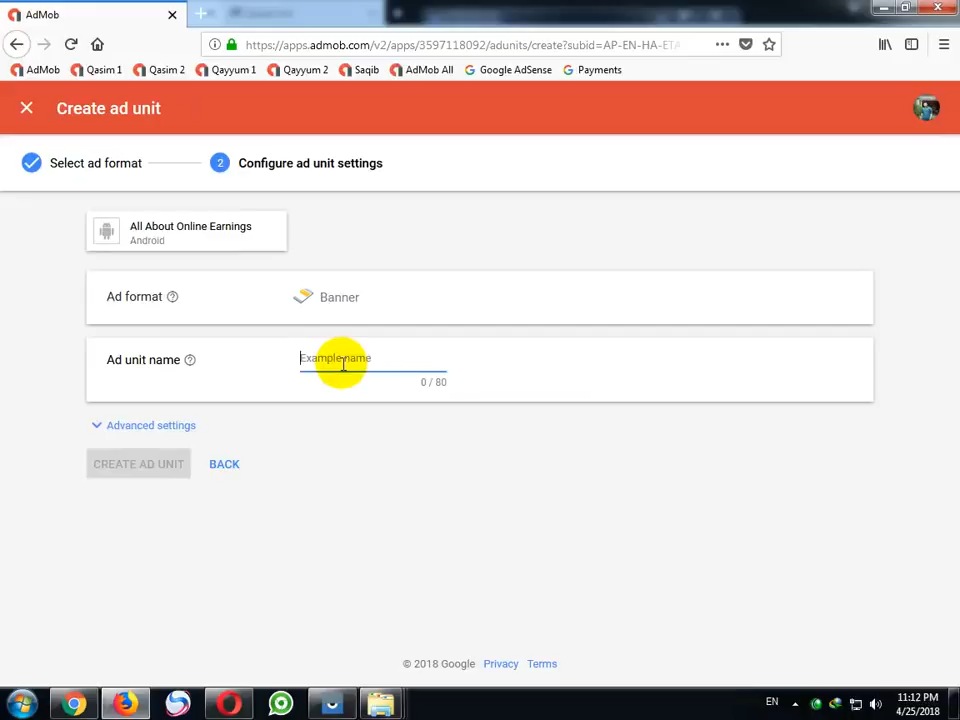 AdMob
https://apps.admob.com/v2/apps/3597118092/adunits/create?subid=AP-EN-HA-ETA
AdMob Qasim 1 Qasim 2 Qayyum 1 Qayyum 2 Saqib AdMob All Google AdSense Payments
Create ad unit
Select ad format 2 Configure ad unit settings
All About Online Earnings
Android
Ad format Banner
Ad unit name Example name
0 / 80
Advanced settings
CREATE AD UNIT BACK
© 2018 Google Privacy Terms
EN 11:12 PM
4/25/2018